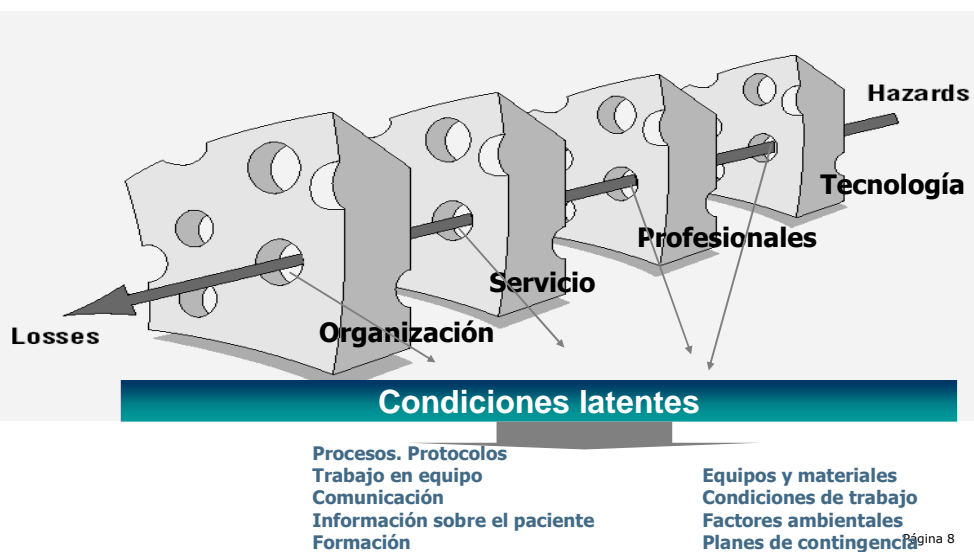 Hazards
Tecnología
Profesionales
Servicio
Organización
Losses
Condiciones latentes
Procesos. Protocolos
Trabajo en equipo
Comunicación
Información sobre el paciente
Formación
Equipos y materiales
Condiciones de trabajo
Factores ambientales
Planes de contingencia
Página 8